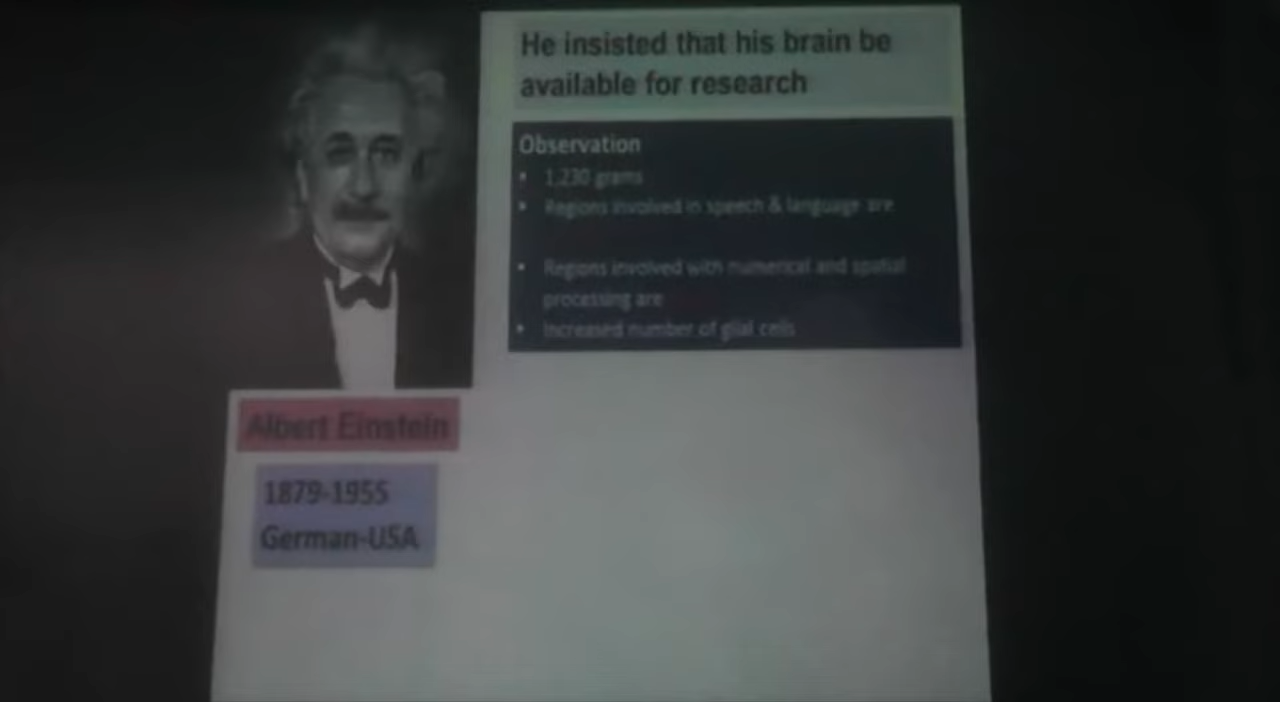 He insisted that his brain be
available for research
Observation
• 1,230 grams
• Regions involved in speech & language are
• Regions involved with numerical and spatial
processing are
• Increased number of glial cells
Albert Einstein
1879-1955
German-USA